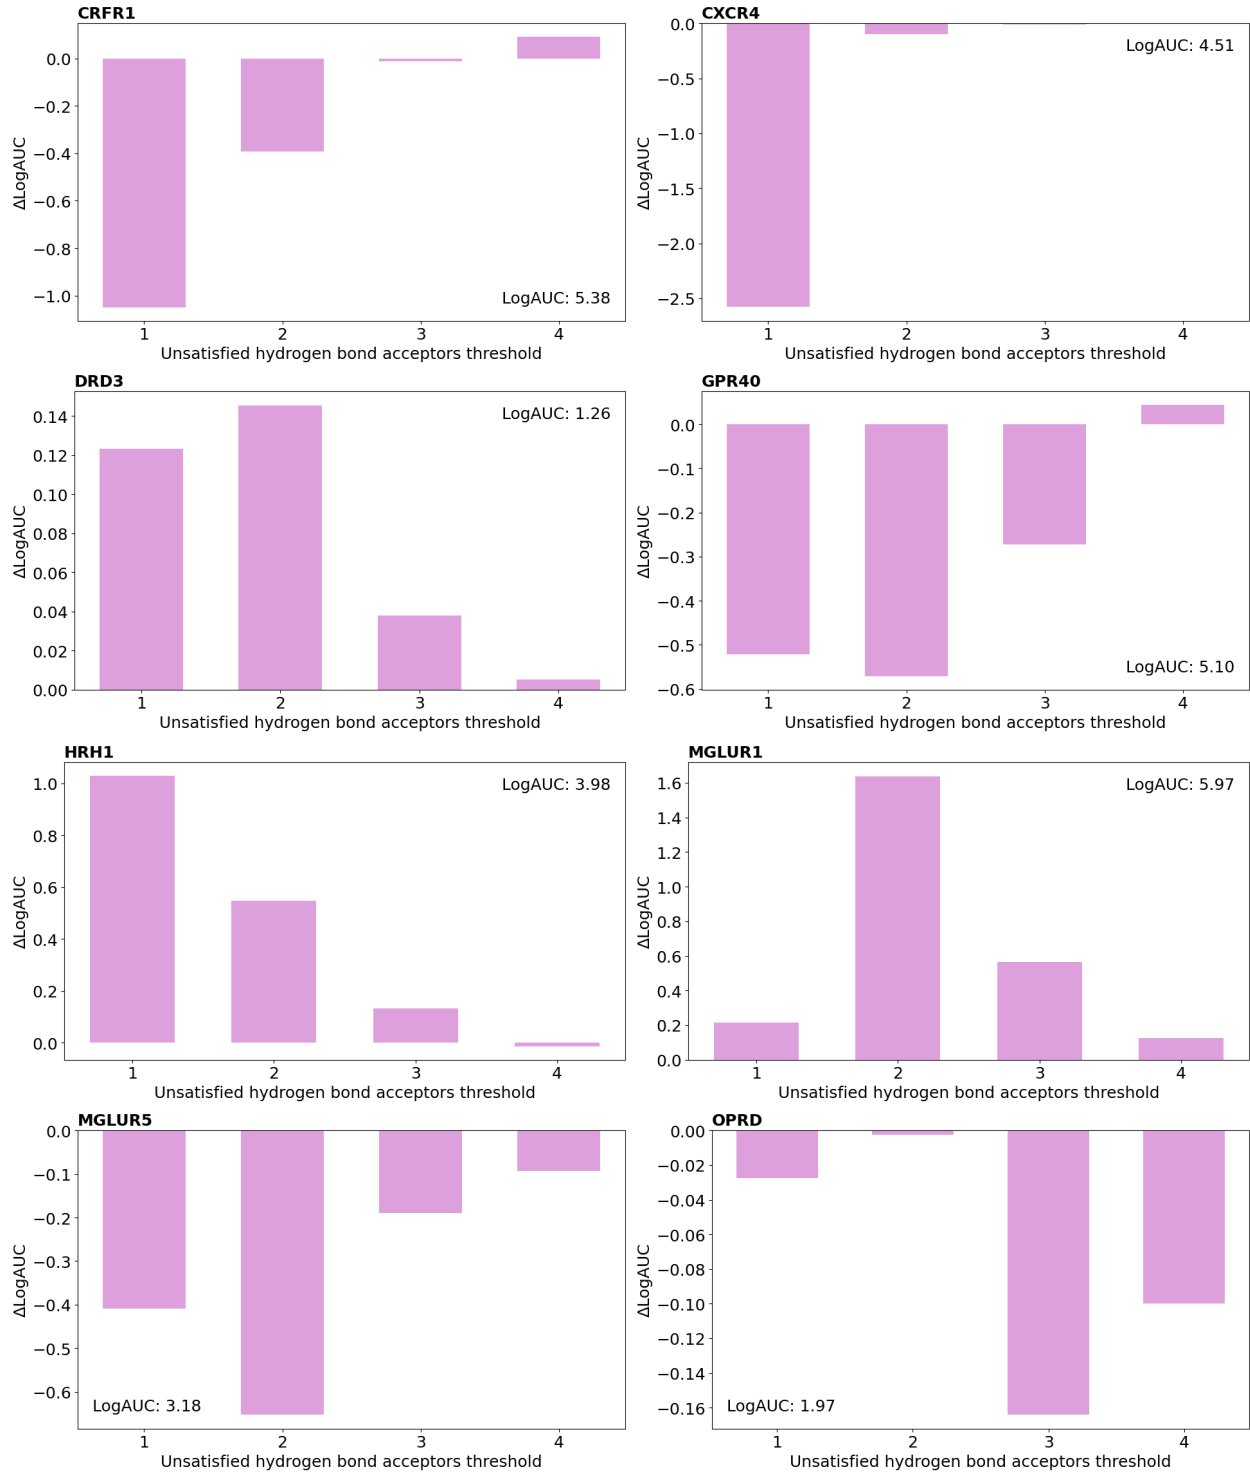 CRFR1
ΔLogAUC
0.0
−0.2
−0.4
−0.6
−0.8
−1.0
LogAUC: 5.38
1 2 3 4
Unsatisfied hydrogen bond acceptors threshold
CXCR4
ΔLogAUC
0.0
−0.5
−1.0
−1.5
−2.0
−2.5
LogAUC: 4.51
1 2 3 4
Unsatisfied hydrogen bond acceptors threshold
DRD3
ΔLogAUC
0.14
0.12
0.10
0.08
0.06
0.04
0.02
0.00
LogAUC: 1.26
1 2 3 4
Unsatisfied hydrogen bond acceptors threshold
GPR40
ΔLogAUC
0.0
−0.1
−0.2
−0.3
−0.4
−0.5
−0.6
LogAUC: 5.10
1 2 3 4
Unsatisfied hydrogen bond acceptors threshold
HRH1
ΔLogAUC
1.0
0.8
0.6
0.4
0.2
0.0
LogAUC: 3.98
1 2 3 4
Unsatisfied hydrogen bond acceptors threshold
MGLUR1
ΔLogAUC
1.6
1.4
1.2
1.0
0.8
0.6
0.4
0.2
0.0
LogAUC: 5.97
1 2 3 4
Unsatisfied hydrogen bond acceptors threshold
MGLUR5
ΔLogAUC
0.0
−0.1
−0.2
−0.3
−0.4
−0.5
−0.6
LogAUC: 3.18
1 2 3 4
Unsatisfied hydrogen bond acceptors threshold
OPRD
ΔLogAUC
0.00
−0.02
−0.04
−0.06
−0.08
−0.10
−0.12
−0.14
−0.16
LogAUC: 1.97
1 2 3 4
Unsatisfied hydrogen bond acceptors threshold